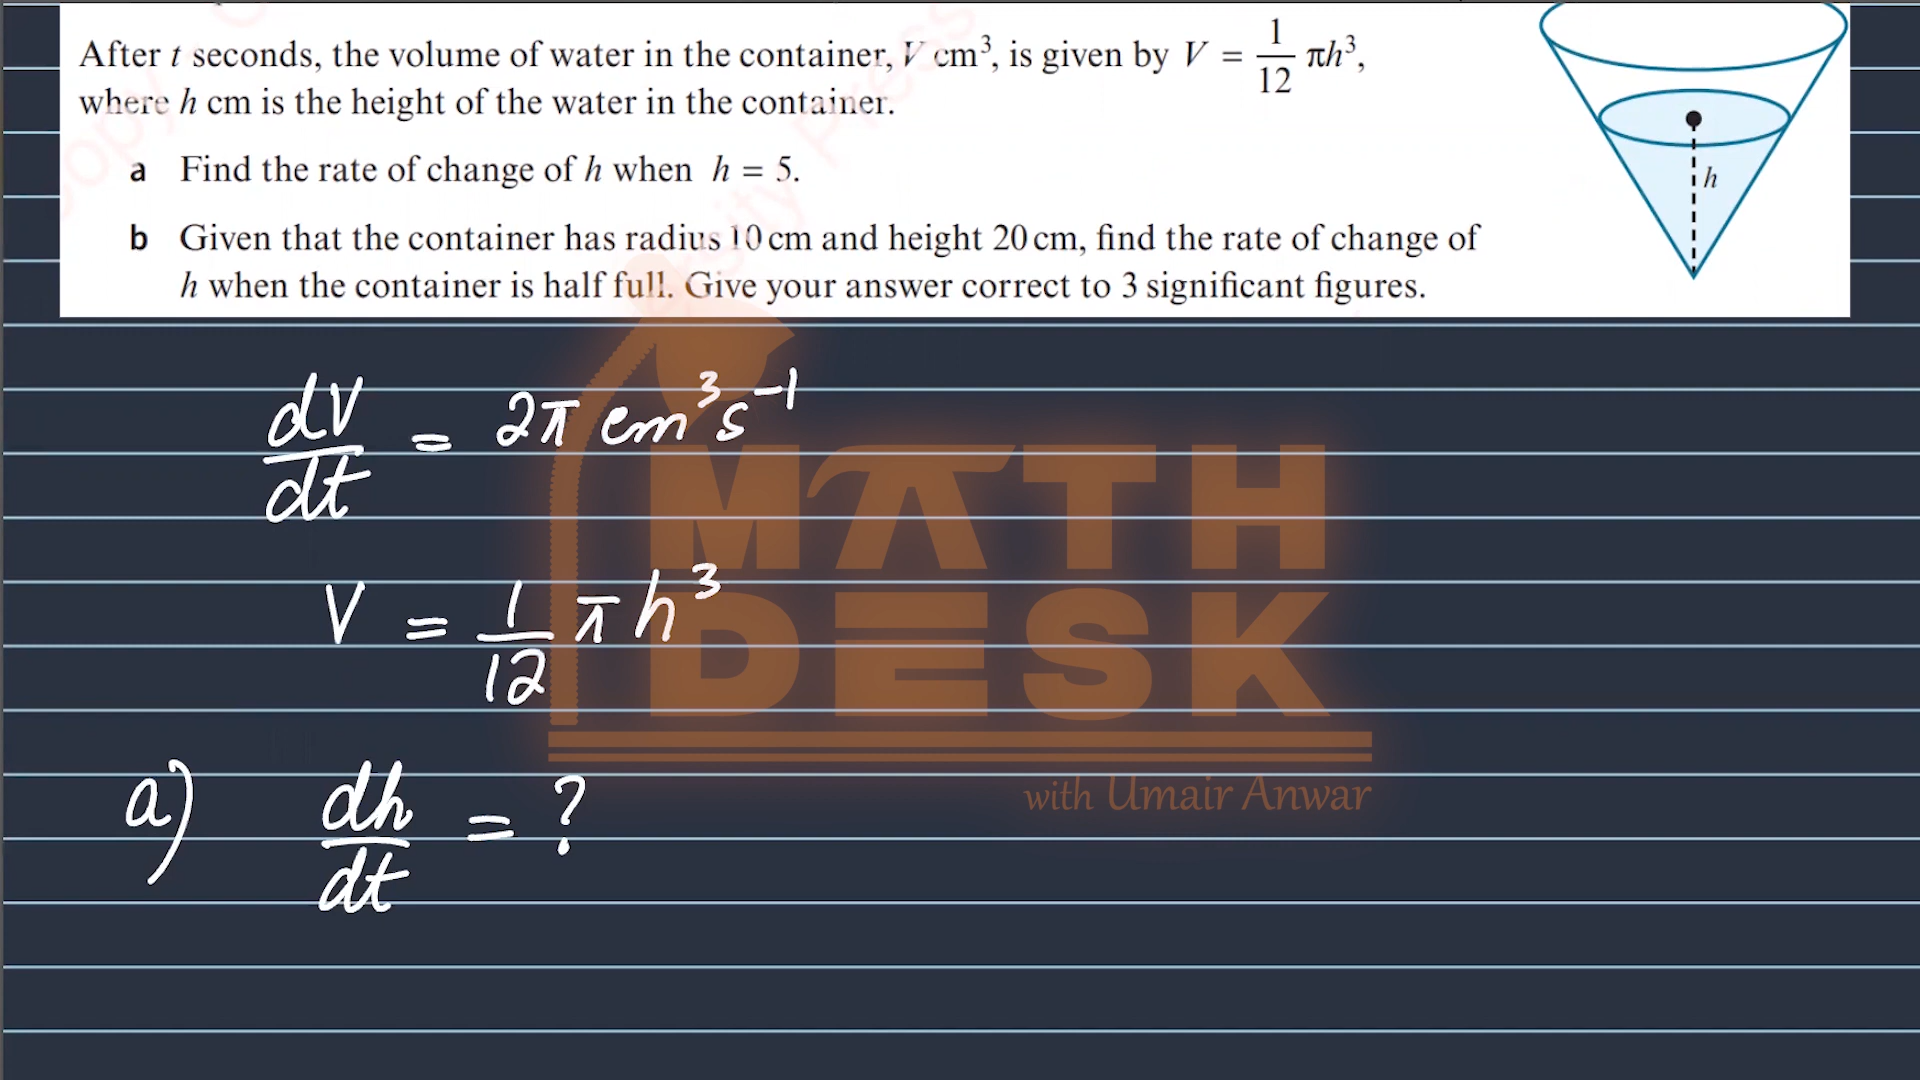 After t seconds, the volume of water in the container, V cm³, is given by V = 1/12 πh³,
where h cm is the height of the water in the container.
a Find the rate of change of h when h = 5.
b Given that the container has radius 10 cm and height 20 cm, find the rate of change of
h when the container is half full. Give your answer correct to 3 significant figures.
h
dV/dt = 2π cm³s⁻¹
V = 1/12 πh³
a) dh/dt = ?
MATH
DESK
with Umair Anwar